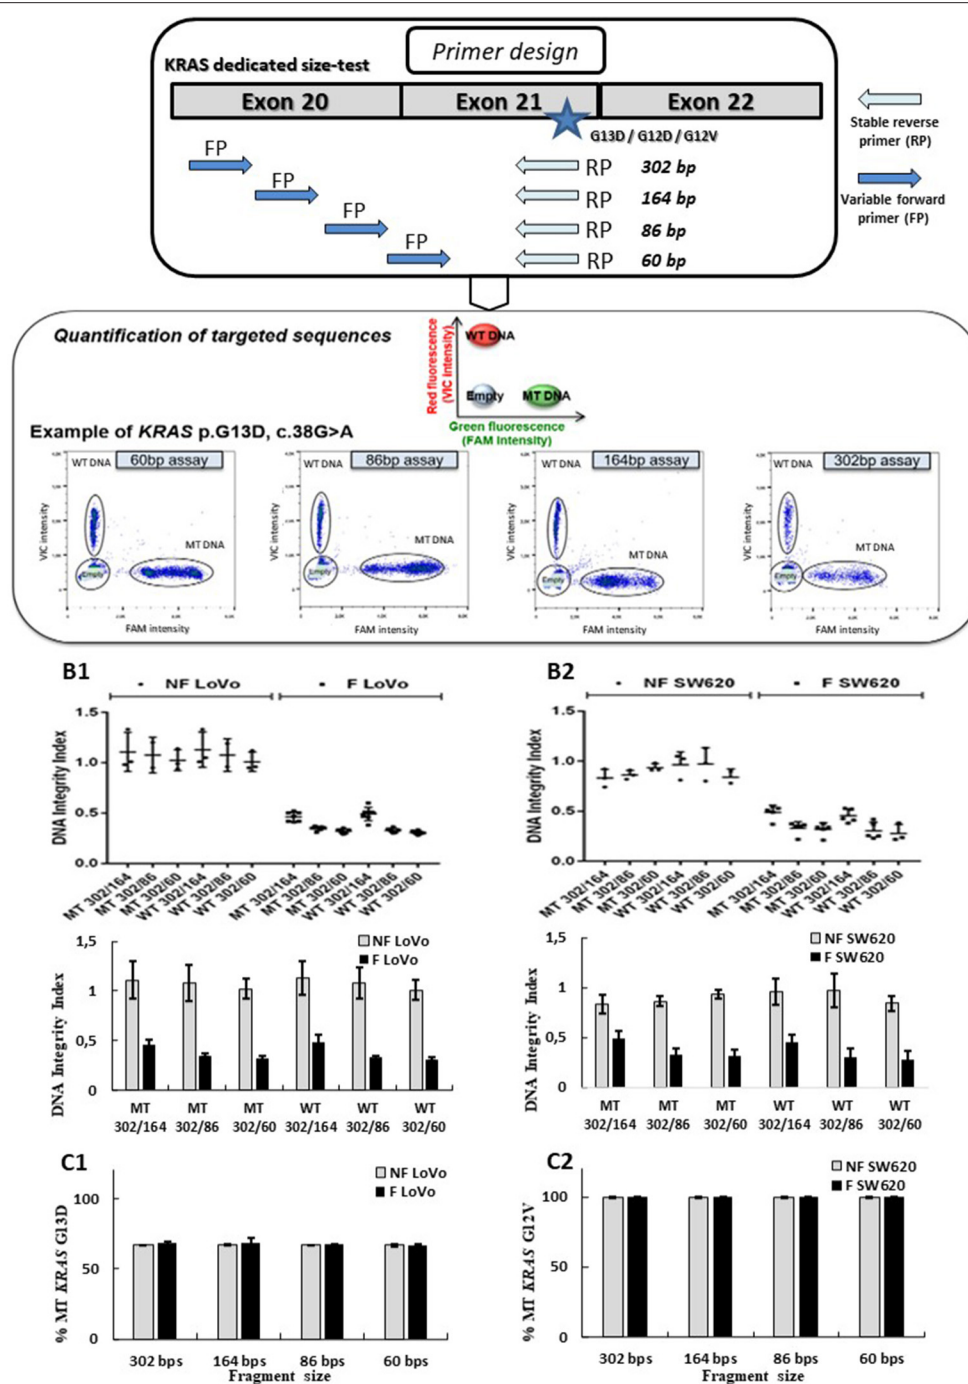 Primer design
KRAS dedicated size-test
Exon 20 Exon 21 Exon 22
G13D / G12D / G12V
Stable reverse
primer (RP)
FP RP 302 bp
FP RP 164 bp
Variable forward
primer (FP)
FP RP 86 bp
FP RP 60 bp
Quantification of targeted sequences
Red fluorescence
(VIC intensity)
WT DNA
Empty MT DNA
Green fluorescence
(FAM intensity)
Example of KRAS p.G13D, c.38G>A
WT DNA 60bp assay WT DNA 86bp assay WT DNA 164bp assay WT DNA 302bp assay
VIC intensity VIC intensity VIC intensity VIC intensity
MT DNA MT DNA MT DNA MT DNA
Empty Empty Empty Empty
FAM intensity FAM intensity FAM intensity FAM intensity
B1
NF LoVo F LoVo
DNA Integrity Index
1.5
1.0
0.5
0.0
MT 302/164 MT 302/86 MT 302/60 WT 302/164 WT 302/86 WT 302/60 MT 302/164 MT 302/86 MT 302/60 WT 302/164 WT 302/86 WT 302/60
B2
NF SW620 F SW620
DNA Integrity Index
1.5
1.0
0.5
0.0
MT 302/164 MT 302/86 MT 302/60 WT 302/164 WT 302/86 WT 302/60 MT 302/164 MT 302/86 MT 302/60 WT 302/164 WT 302/86 WT 302/60
NF LoVo
F LoVo
DNA Integrity Index
1,5
1
0,5
0
MT MT MT WT WT WT
302/164 302/86 302/60 302/164 302/86 302/60
NF SW620
F SW620
DNA Integrity Index
1,5
1
0,5
0
MT MT MT WT WT WT
302/164 302/86 302/60 302/164 302/86 302/60
C1
NF LoVo
F LoVo
% MT KRAS G13D
100
50
0
302 bps 164 bps 86 bps 60 bps
Fragment size
C2
NF SW620
F SW620
% MT KRAS G12V
100
50
0
302 bps 164 bps 86 bps 60 bps
Fragment size